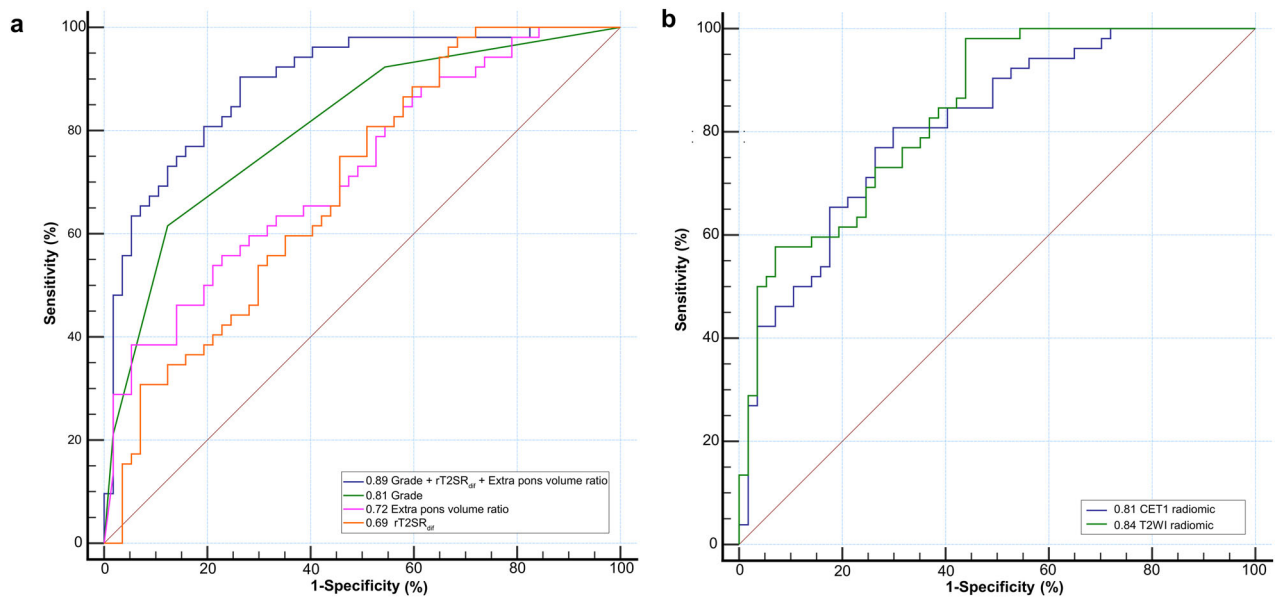 a
100
80
60
40
20
0
Sensitivity (%)
0.89 Grade + rT2SRdif + Extra pons volume ratio
0.81 Grade
0.72 Extra pons volume ratio
0.69 rT2SRdif
0 20 40 60 80 100
1-Specificity (%)
b
100
80
60
40
20
0
Sensitivity (%)
0.81 CET1 radiomic
0.84 T2WI radiomic
0 20 40 60 80 100
1-Specificity (%)